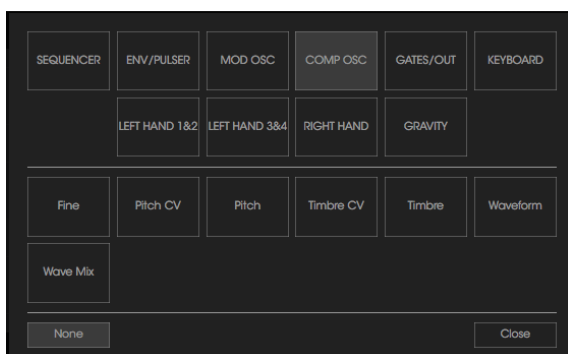 SEQUENCER ENV/PULSER MOD OSC COMP OSC GATES/OUT KEYBOARD
LEFT HAND 1&2 LEFT HAND 3&4 RIGHT HAND GRAVITY
Fine Pitch CV Pitch Timbre CV Timbre Waveform
Wave Mix
None Close